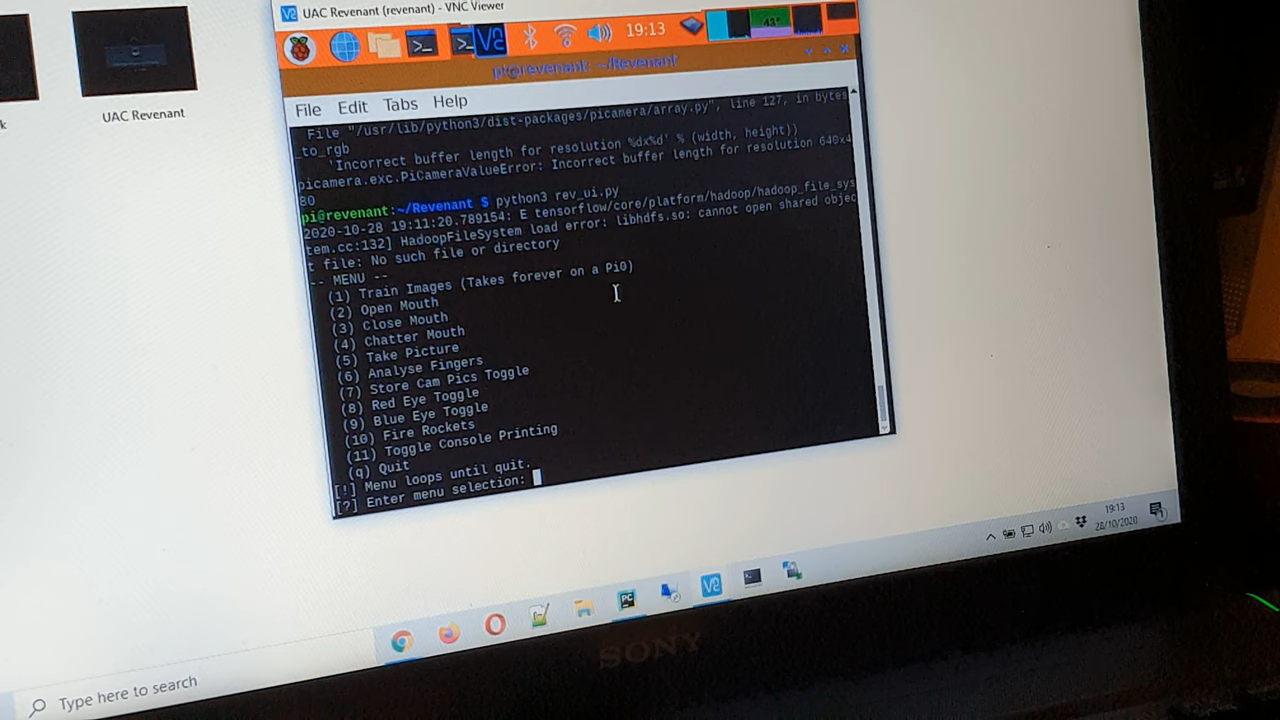 UAC Revenant (revenant) - VNC Viewer
19:13
43°
pi@revenant: ~/Revenant
UAC Revenant
File Edit Tabs Help
File "/usr/lib/python3/dist-packages/picamera/array.py", line 127, in bytes
_to_rgb
'Incorrect buffer length for resolution %dx%d' % (width, height))
picamera.exc.PiCameraValueError: Incorrect buffer length for resolution 640x4
80
pi@revenant:~/Revenant $ python3 rev_ui.py
2020-10-28 19:11:20.789154: E tensorflow/core/platform/hadoop/hadoop_file_sys
tem.cc:132] HadoopFileSystem load error: libhdfs.so: cannot open shared objec
t file: No such file or directory
-- MENU --
(1) Train Images (Takes forever on a Pi0)
(2) Open Mouth
(3) Close Mouth
(4) Chatter Mouth
(5) Take Picture
(6) Analyse Fingers
(7) Store Cam Pics Toggle
(8) Red Eye Toggle
(9) Blue Eye Toggle
(10) Fire Rockets
(11) Toggle Console Printing
(q) Quit
[!] Menu loops until quit.
[?] Enter menu selection:
19:13
28/10/2020
Type here to search
SONY